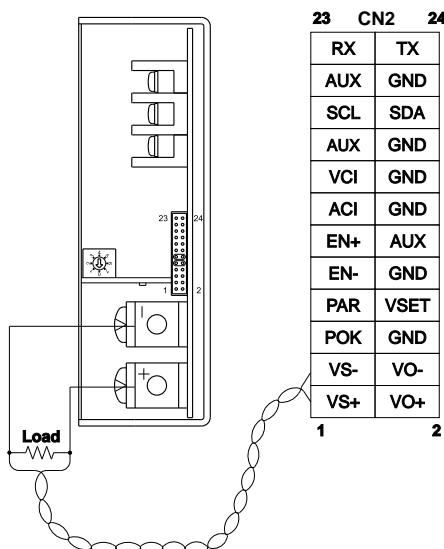 23 CN2 24
RX TX
AUX GND
SCL SDA
AUX GND
VCI GND
ACI GND
EN+ AUX
EN- GND
PAR VSET
POK GND
VS- VO-
VS+ VO+
1 2
23 24
1 2
-
+
Load